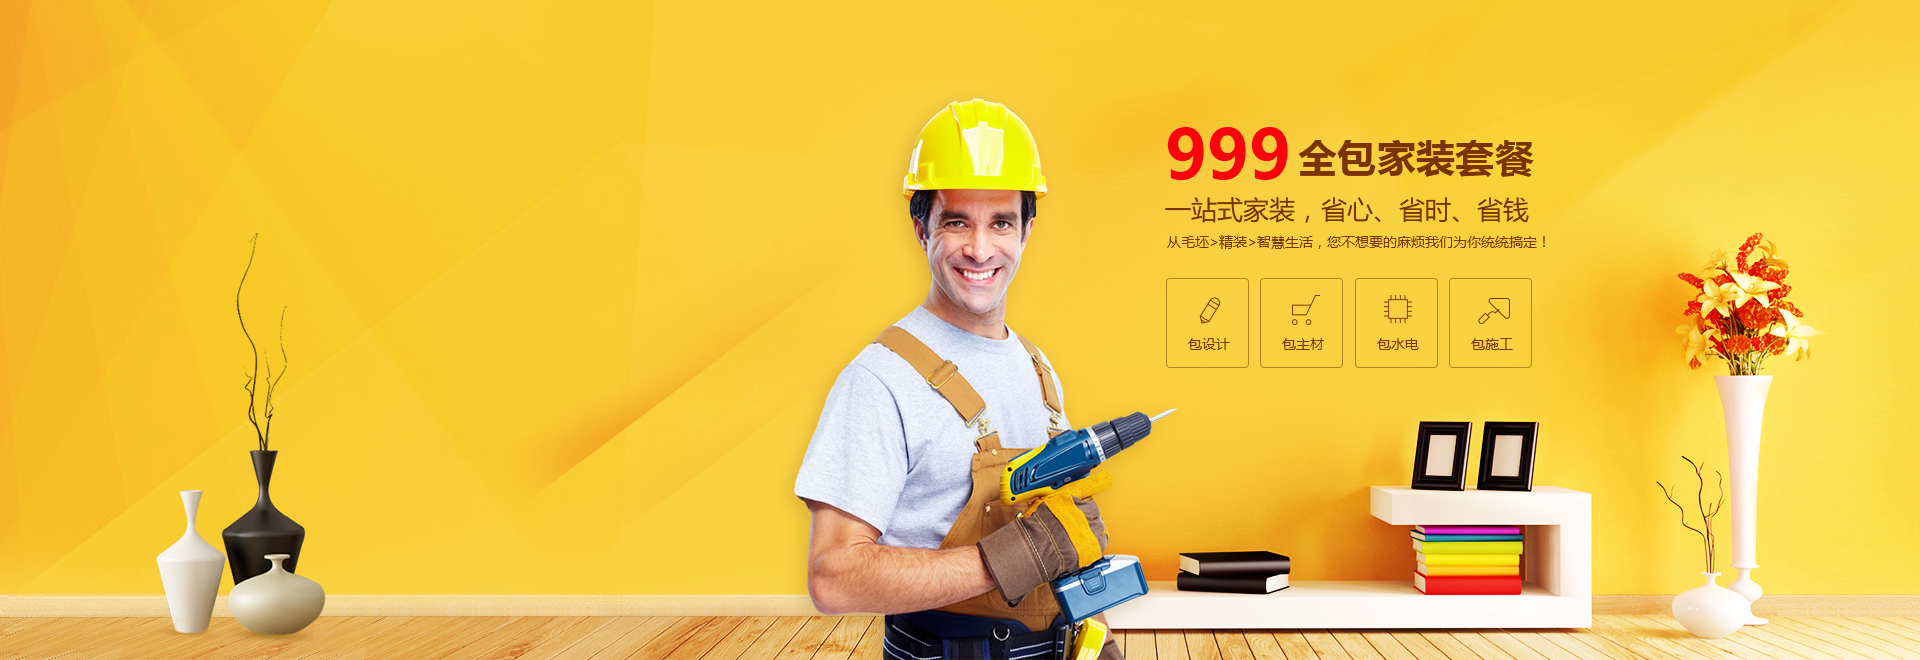 999 全包家装套餐
一站式家装，省心、省时、省钱
从毛坯>精装>智慧生活，您不想要的麻烦我们为你统统搞定！
包设计 包主材 包水电 包施工